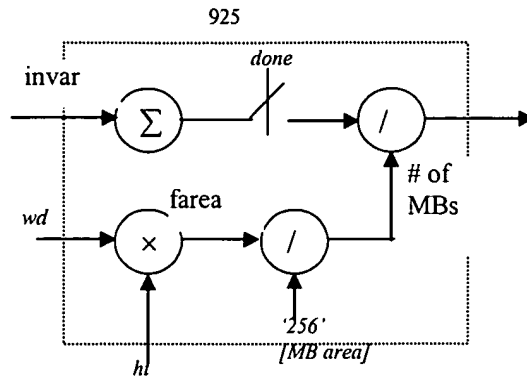 925
done
invar
Σ
/
# of
MBs
farea
wd
×
/
'256'
[MB area]
ht